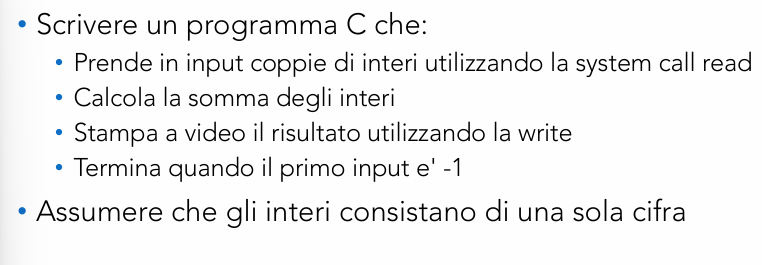 • Scrivere un programma C che:
• Prende in input coppie di interi utilizzando la system call read
• Calcola la somma degli interi
• Stampa a video il risultato utilizzando la write
• Termina quando il primo input e' -1
• Assumere che gli interi consistano di una sola cifra